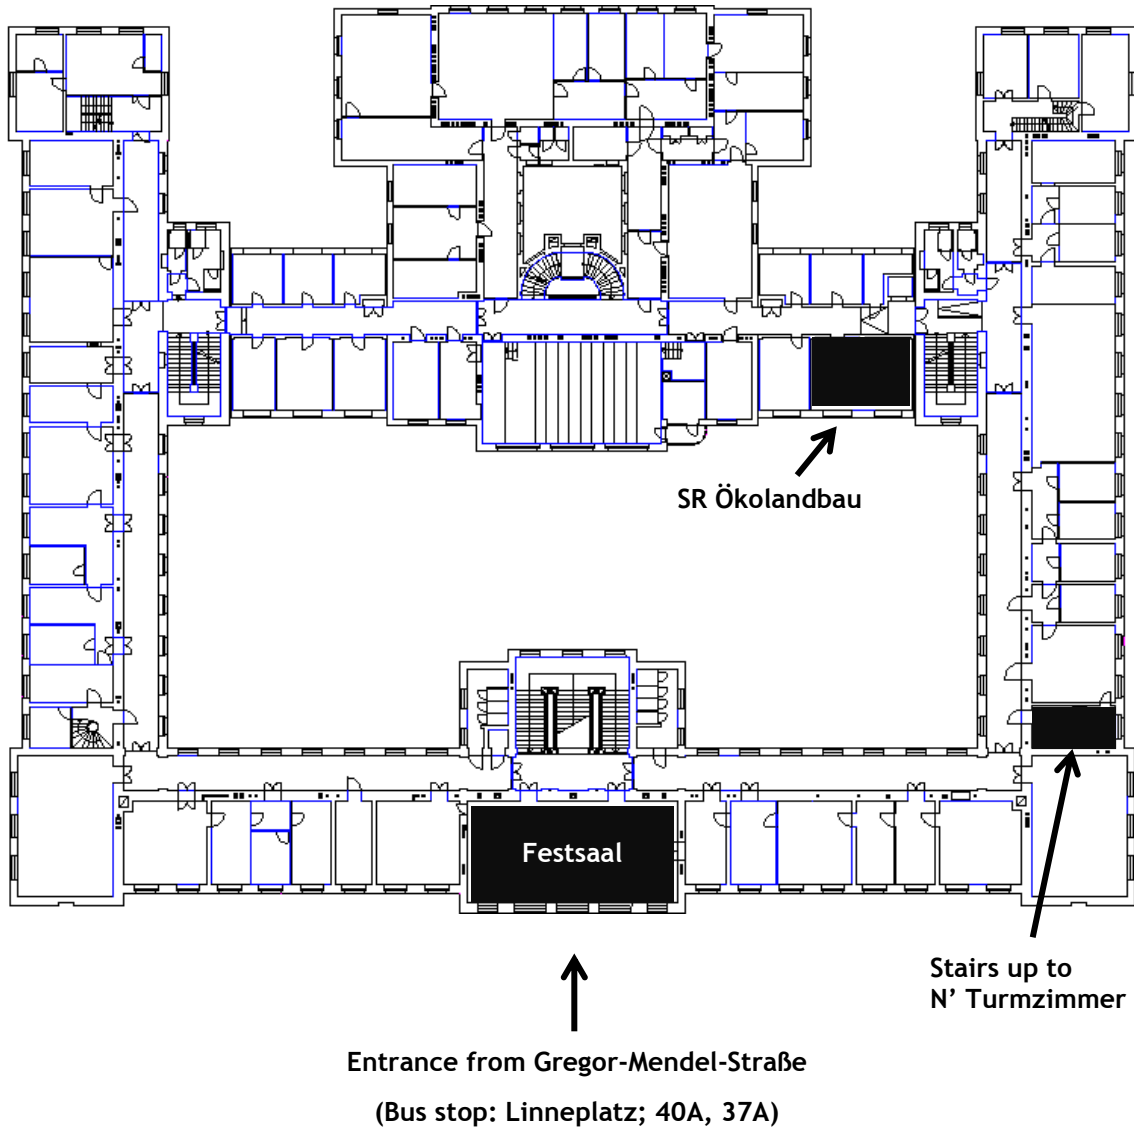 SR Ökolandbau
Festsaal
Stairs up to
N’ Turmzimmer
Entrance from Gregor-Mendel-Straße
(Bus stop: Linneplatz; 40A, 37A)